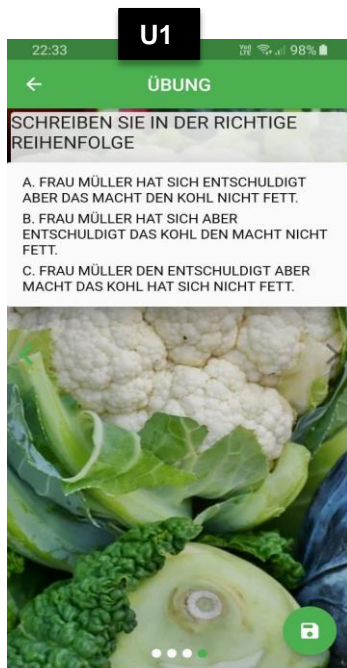 U1
22:33
98%
ÜBUNG
SCHREIBEN SIE IN DER RICHTIGE
REIHENFOLGE
A. FRAU MÜLLER HAT SICH ENTSCHULDIGT
ABER DAS MACHT DEN KOHL NICHT FETT.
B. FRAU MÜLLER HAT SICH ABER
ENTSCHULDIGT DAS KOHL DEN MACHT NICHT
FETT.
C. FRAU MÜLLER DEN ENTSCHULDIGT ABER
MACHT DAS KOHL HAT SICH NICHT FETT.